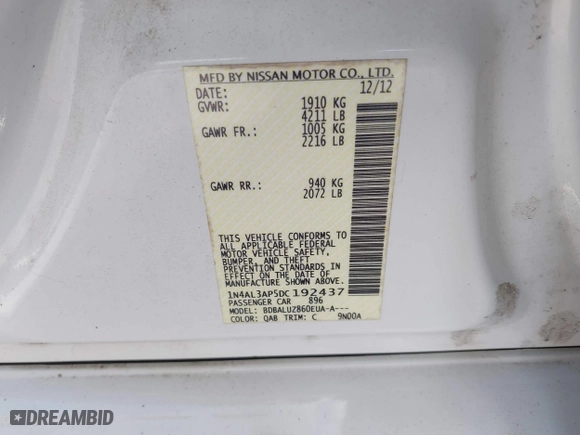 MFD BY NISSAN MOTOR CO., LTD.
DATE: 12/12
GVWR: 1910 KG
4211 LB
GAWR FR.: 1005 KG
2216 LB
GAWR RR.: 940 KG
2072 LB
THIS VEHICLE CONFORMS TO
ALL APPLICABLE FEDERAL
MOTOR VEHICLE SAFETY,
BUMPER, AND THEFT
PREVENTION STANDARDS IN
EFFECT ON THE DATE OF
MANUFACTURE SHOWN ABOVE.
1N4AL3AP5DC192437
PASSENGER CAR 896
MODEL: BDBALUZ860EUA-A---
COLOR: QAB TRIM: C 9N00A
DREAMBID